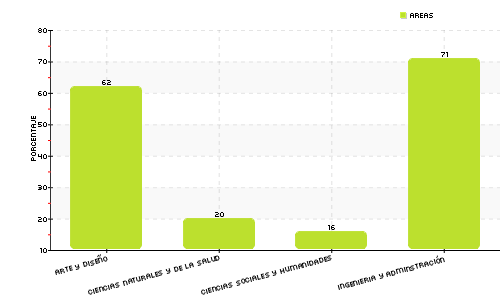 AREAS
80
70
60
50
40
30
20
10
PORCENTAJE
62
20
16
71
ARTE Y DISEÑO
CIENCIAS NATURALES Y DE LA SALUD
CIENCIAS SOCIALES Y HUMANIDADES
INGENIERIA Y ADMINSTRACIÓN